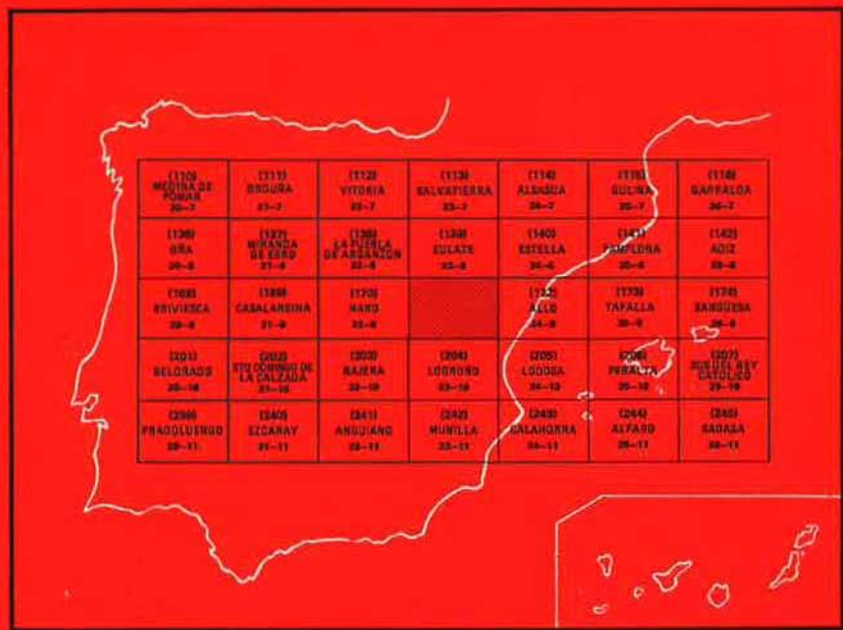 (110)
MEDINA DE
POMAR
20-7
(111)
ORDUÑA
21-7
(112)
VITORIA
22-7
(113)
SALVATIERRA
23-7
(114)
ALSASUA
24-7
(115)
GULINA
25-7
(116)
GARRALDA
26-7
(136)
OÑA
20-8
(137)
MIRANDA
DE EBRO
21-8
(138)
LA PUEBLA
DE ARGANZON
22-8
(139)
EULATE
23-8
(140)
ESTELLA
24-8
(141)
PAMPLONA
25-8
(142)
AOIZ
26-8
(168)
BRIVIESCA
20-9
(169)
CASALARREINA
21-9
(170)
HARO
22-9
(172)
ALLO
24-9
(173)
TAFALLA
25-9
(174)
SANGUESA
26-9
(201)
BELORADO
20-10
(202)
STO DOMINGO DE
LA CALZADA
21-10
(203)
NAJERA
22-10
(204)
LOGROÑO
23-10
(205)
LODOSA
24-10
(206)
PERALTA
25-10
(207)
SOS DEL REY
CATOLICO
26-10
(239)
PRADOLUENGO
20-11
(240)
EZCARAY
21-11
(241)
ANGUIANO
22-11
(242)
MUNILLA
23-11
(243)
CALAHORRA
24-11
(244)
ALFARO
25-11
(245)
SADABA
26-11